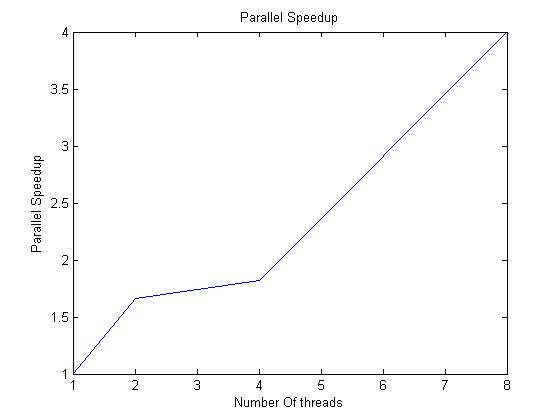 Parallel Speedup
4
3.5
3
2.5
2
1.5
1
Parallel Speedup
1 2 3 4 5 6 7 8
Number Of threads